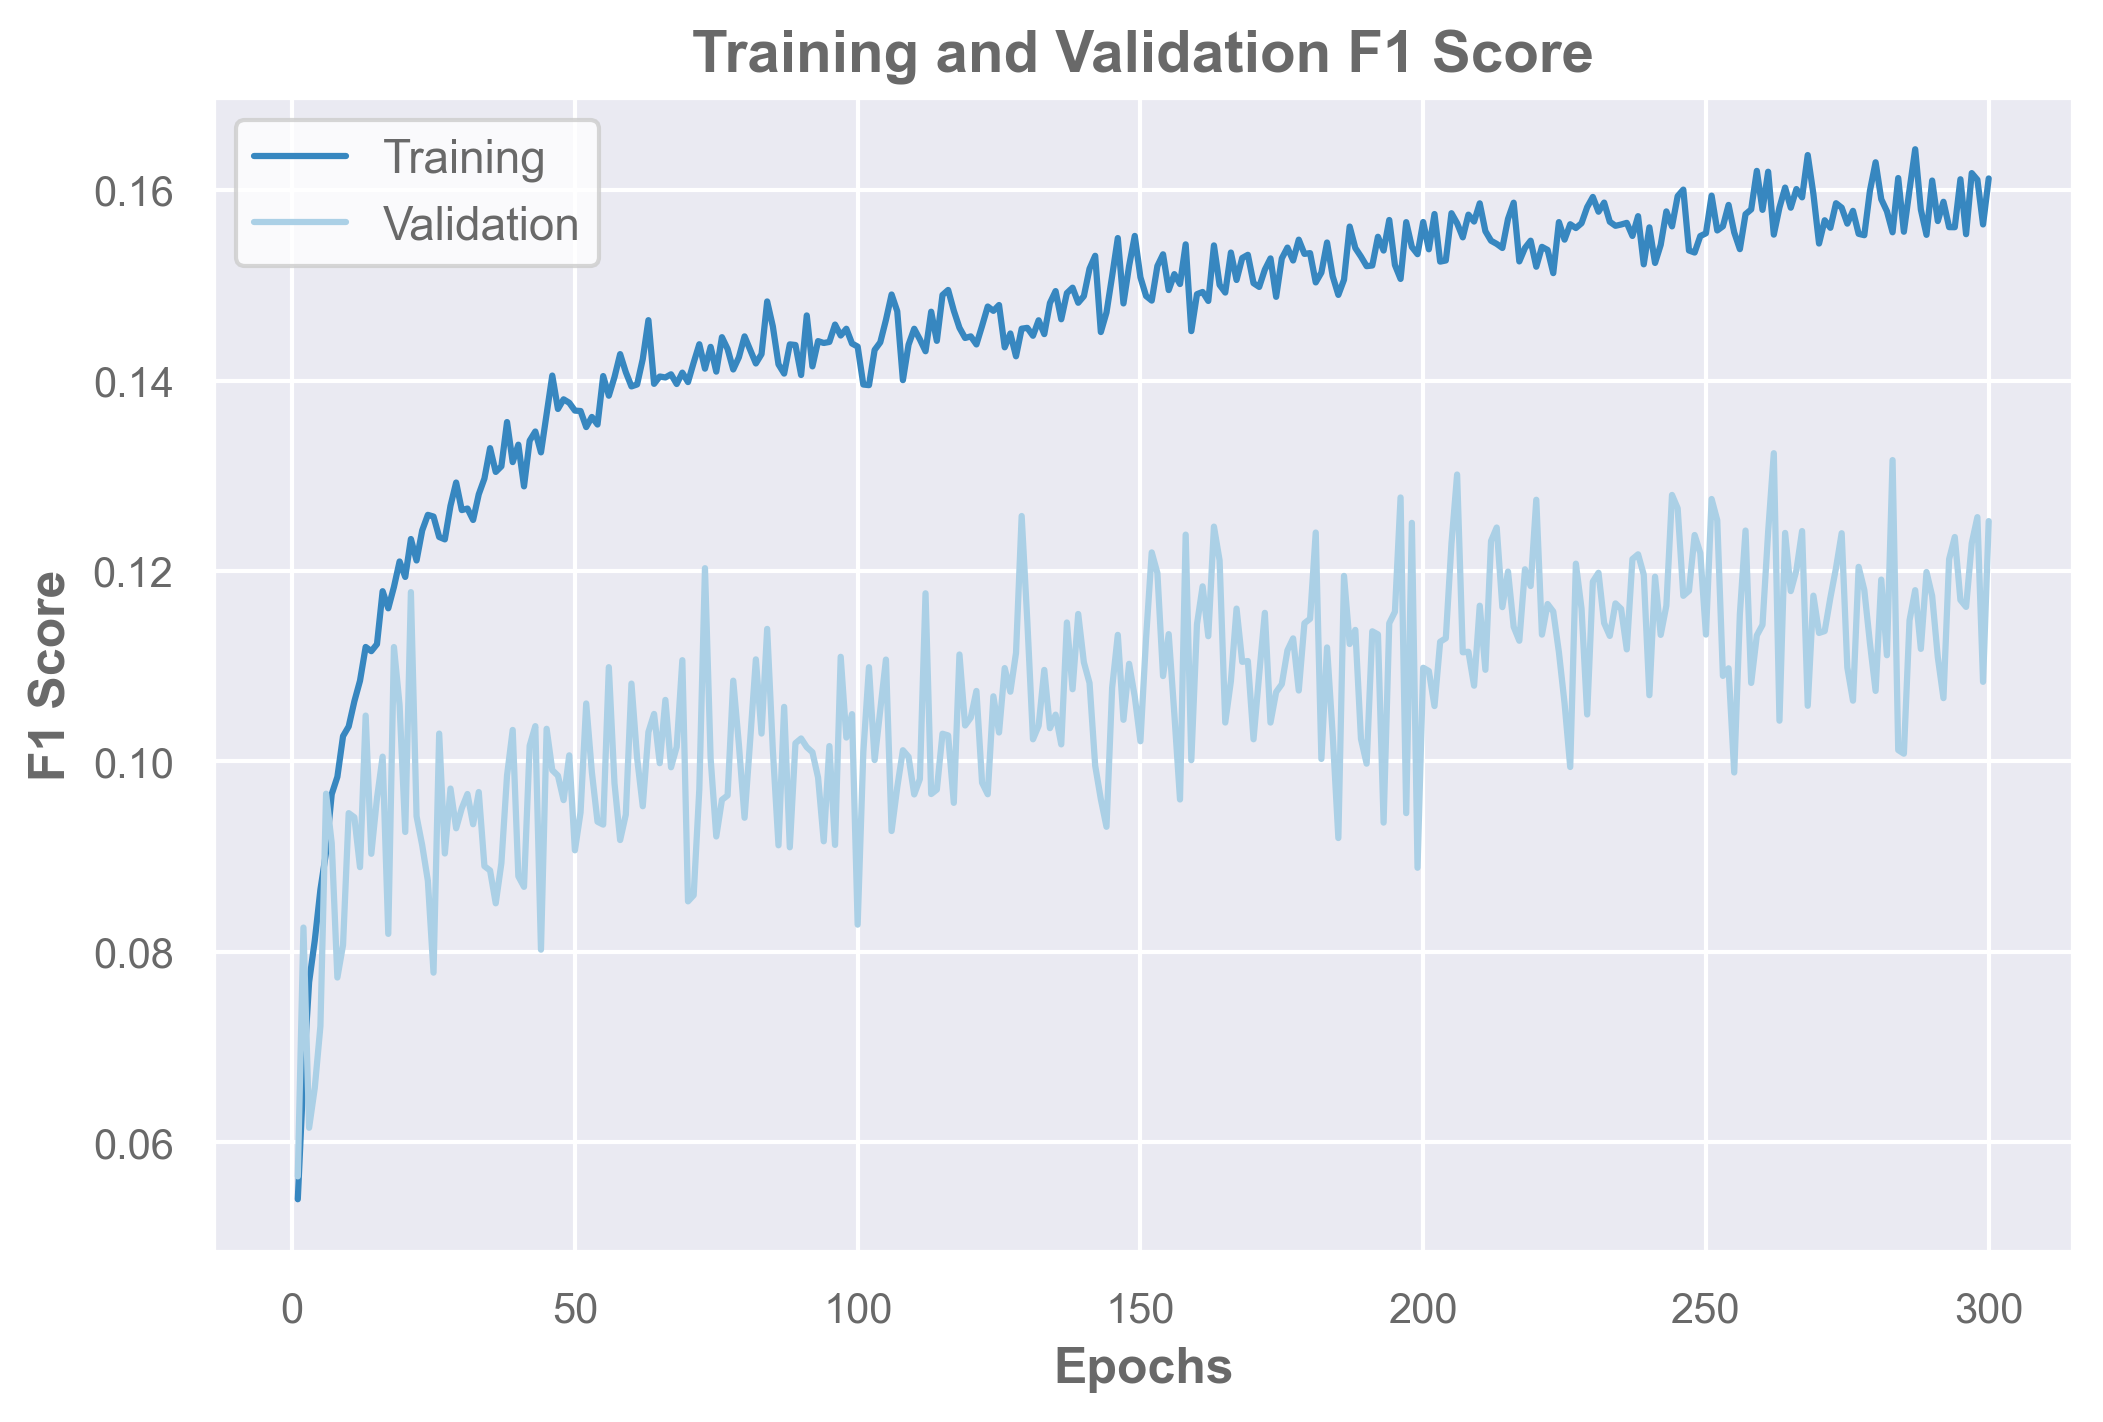 Training and Validation F1 Score
Training
Validation
0.16
0.14
0.12
0.10
0.08
0.06
F1 Score
0 50 100 150 200 250 300
Epochs